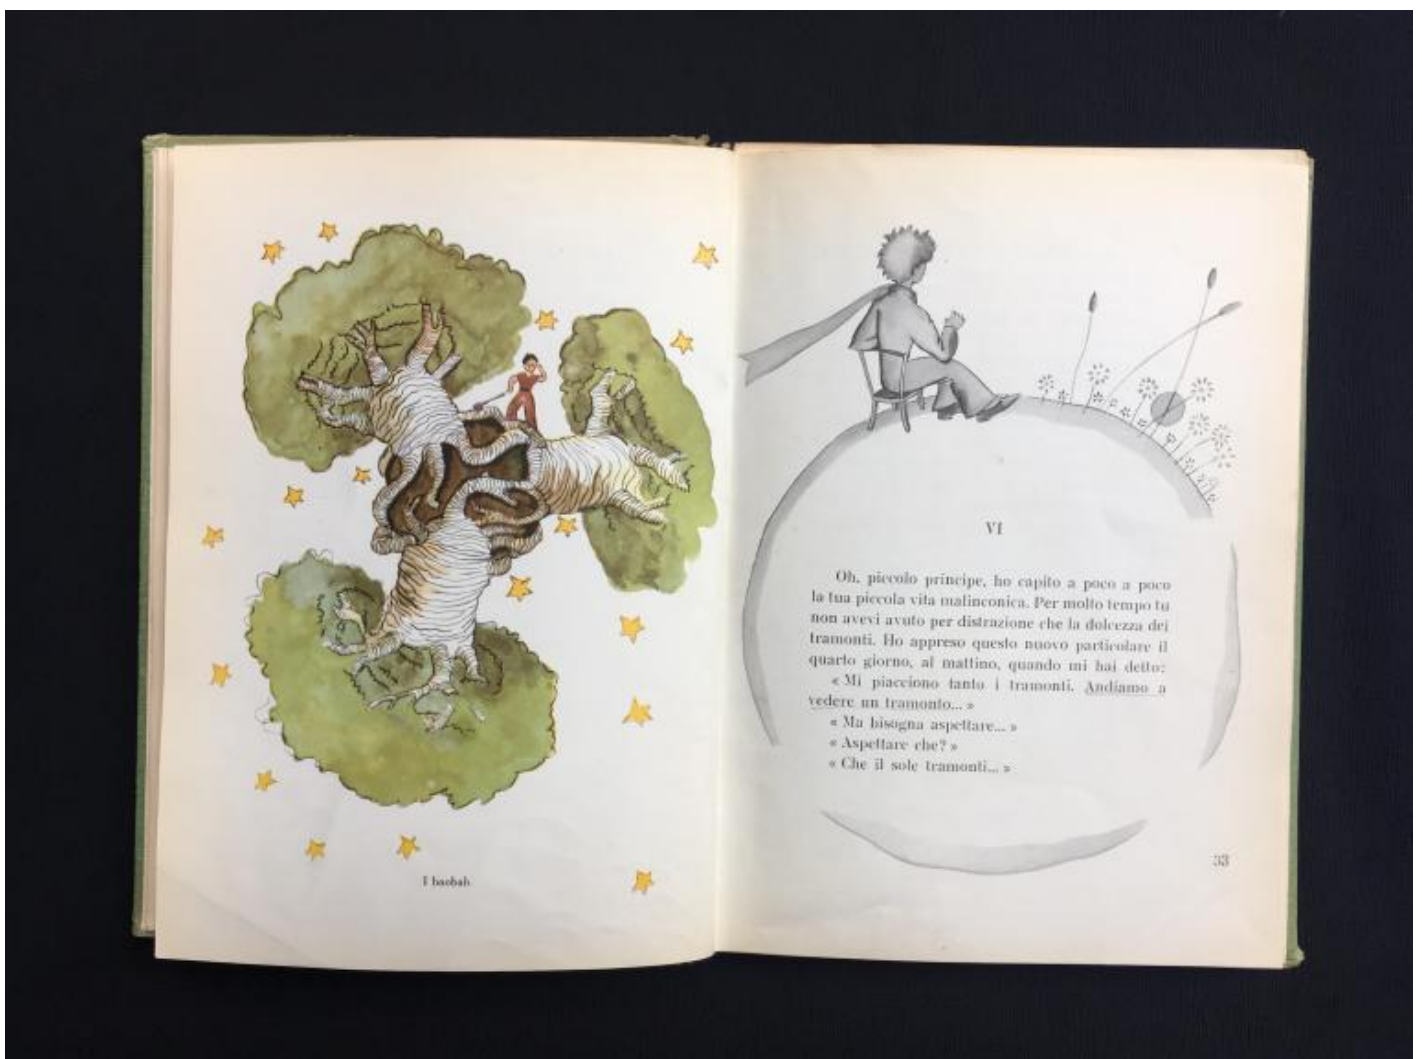 I baobab
VI
Oh, piccolo principe, ho capito a poco a poco
la tua piccola vita malinconica. Per molto tempo tu
non avevi avuto per distrazione che la dolcezza dei
tramonti. Ho appreso questo nuovo particolare il
quarto giorno, al mattino, quando mi hai detto:
« Mi piacciono tanto i tramonti. Andiamo a
vedere un tramonto... »
« Ma bisogna aspettare... »
« Aspettare che? »
« Che il sole tramonti... »
33